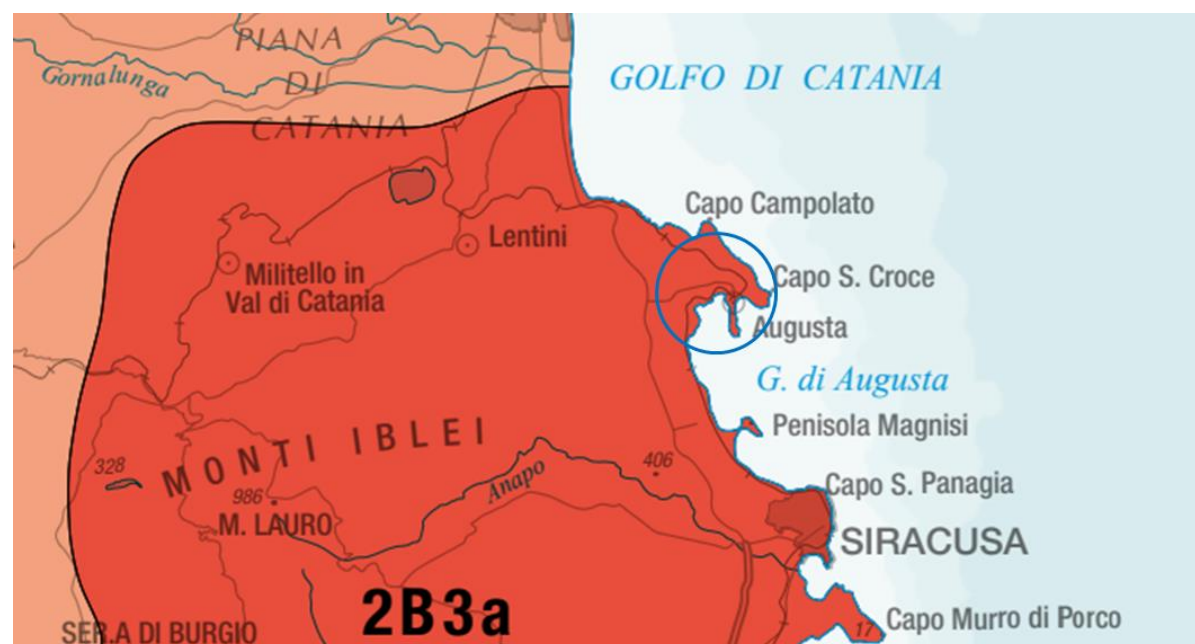 PIANA
DI
CATANIA
Gornalunga
GOLFO DI CATANIA
Capo Campolato
Lentini
Militello in
Val di Catania
Capo S. Croce
Augusta
G. di Augusta
Penisola Magnisi
MONTI IBLEI
328
986
M. LAURO
Anapo
406
Capo S. Panagia
SIRACUSA
2B3a
SER.A DI BURGIO
17
Capo Murro di Porco